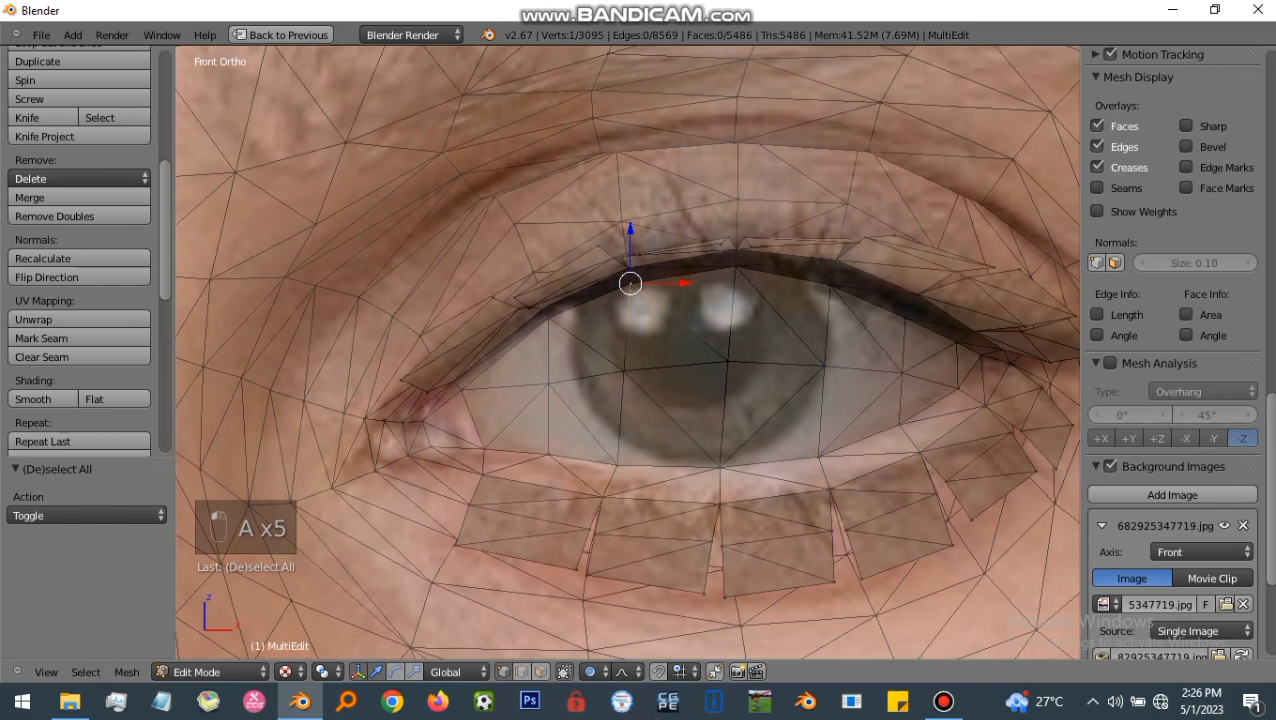 Blender
www.BANDICAM.com
File Add Render Window Help Back to Previous Blender Render v2.67 | Verts:1/3095 | Edges:0/8569 | Faces:0/5486 | Tris:5486 | Mem:41.52M (7.69M) | MultiEdit
Duplicate
Spin
Screw
Knife Select
Knife Project
Remove:
Delete
Merge
Remove Doubles
Normals:
Recalculate
Flip Direction
UV Mapping:
Unwrap
Mark Seam
Clear Seam
Shading:
Smooth Flat
Repeat:
Repeat Last
(De)select All
Action
Toggle
Front Ortho
A x5
Last: (De)select All
z
x
(1) MultiEdit
Motion Tracking
Mesh Display
Overlays:
Faces Sharp
Edges Bevel
Creases Edge Marks
Seams Face Marks
Show Weights
Normals:
Size: 0.10
Edge Info: Face Info:
Length Area
Angle Angle
Mesh Analysis
Type: Overhang
0° 45°
+X +Y +Z -X -Y -Z
Background Images
Add Image
682925347719.jpg
Axis: Front
Image Movie Clip
5347719.jpg F
Source: Single Image
82925347719.jpg
View Select Mesh Edit Mode Global
27°C
2:26 PM
5/1/2023